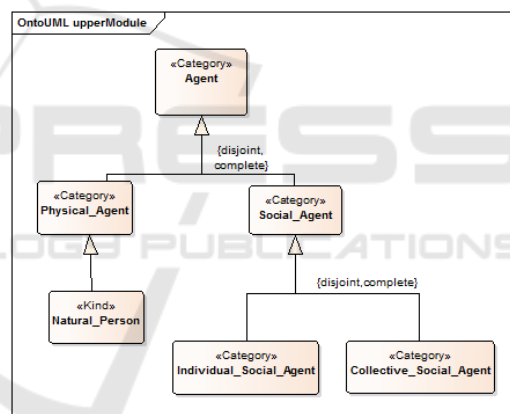 OntoUML upperModule
«Category»
Agent
{disjoint,
complete}
«Category»
Physical_Agent
«Category»
Social_Agent
{disjoint,complete}
«Kind»
Natural_Person
«Category»
Individual_Social_Agent
«Category»
Collective_Social_Agent